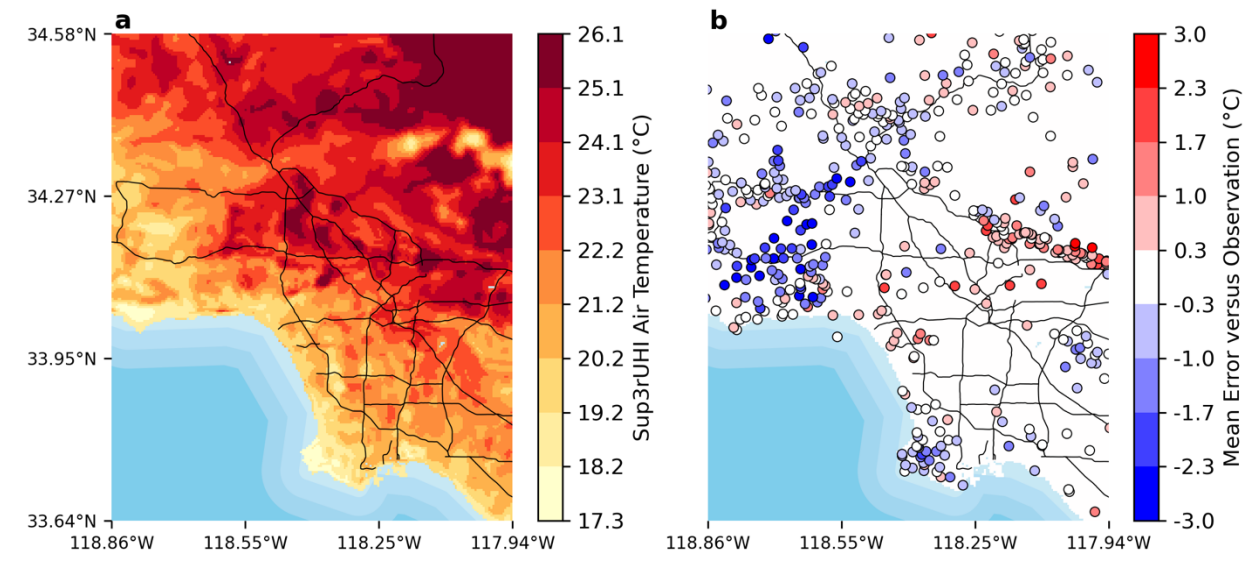 a
34.58°N
34.27°N
33.95°N
33.64°N
118.86°W
118.55°W
118.25°W
117.94°W
26.1
25.1
24.1
23.1
22.2
21.2
20.2
19.2
18.2
17.3
Sup3rUHI Air Temperature (°C)
b
118.86°W
118.55°W
118.25°W
117.94°W
3.0
2.3
1.7
1.0
0.3
-0.3
-1.0
-1.7
-2.3
-3.0
Mean Error versus Observation (°C)